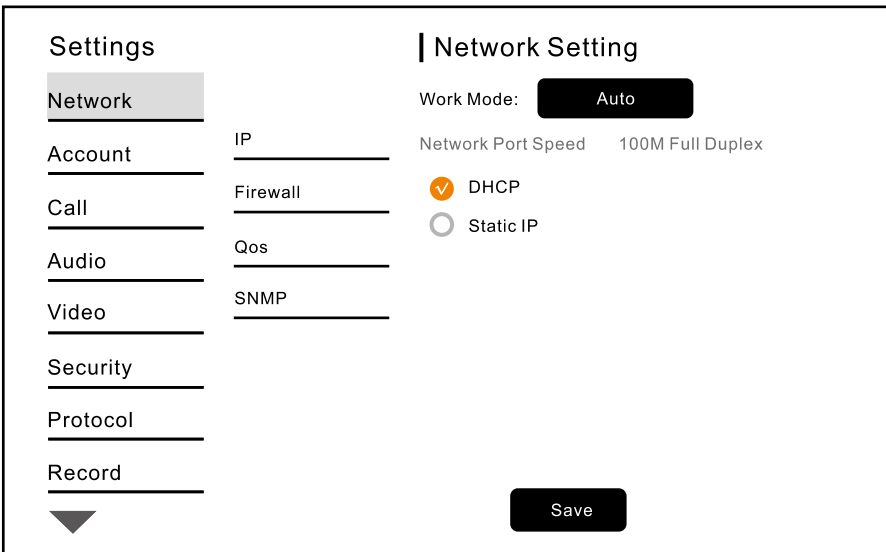 Settings
Network
Account
Call
Audio
Video
Security
Protocol
Record
IP
Firewall
Qos
SNMP
Network Setting
Work Mode: Auto
Network Port Speed 100M Full Duplex
DHCP
Static IP
Save